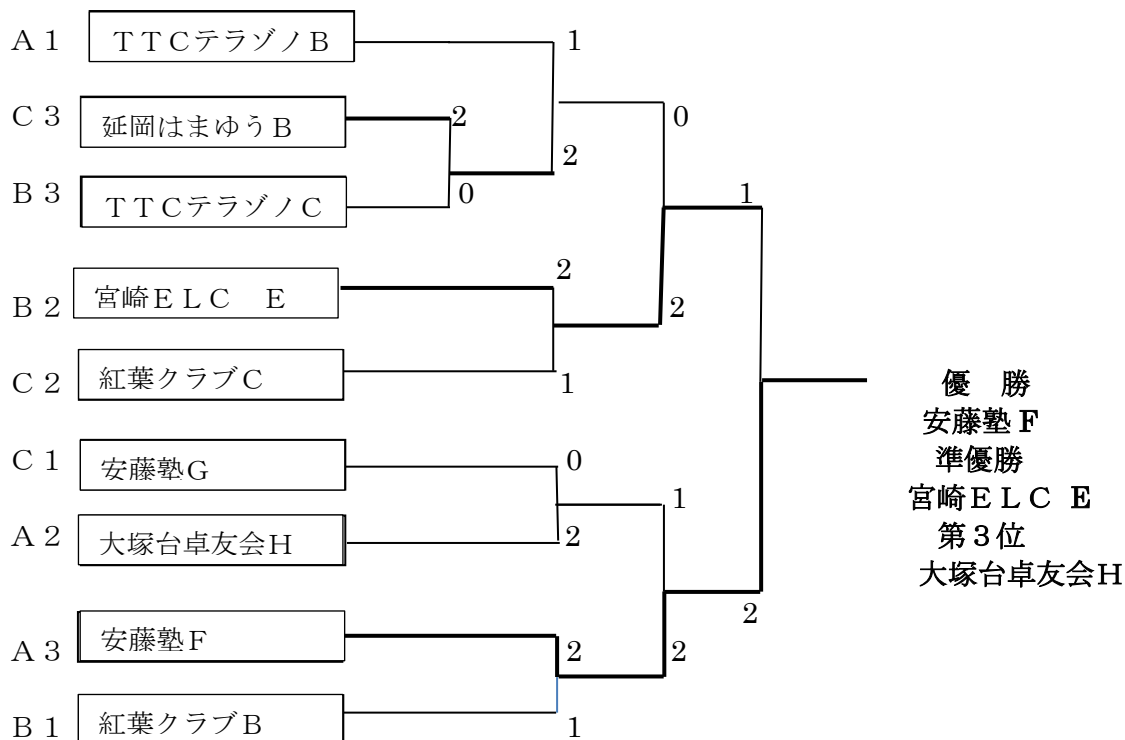 A1 TTCテラゾノB
1
C3 延岡はまゆうB
2
0
2
B3 TTCテラゾノC
0
1
B2 宮崎ELC E
2
2
C2 紅葉クラブC
1
優 勝
安藤塾F
準優勝
宮崎ELC E
第3位
大塚台卓友会H
C1 安藤塾G
0
1
A2 大塚台卓友会H
2
2
A3 安藤塾F
2
2
B1 紅葉クラブB
1